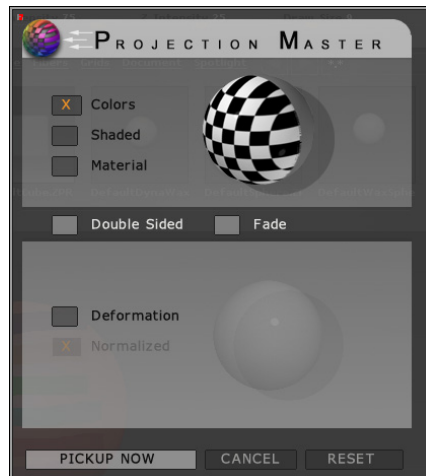 PROJECTION MASTER
X Colors
Shaded
Material
Double Sided Fade
Deformation
X Normalized
PICKUP NOW CANCEL RESET